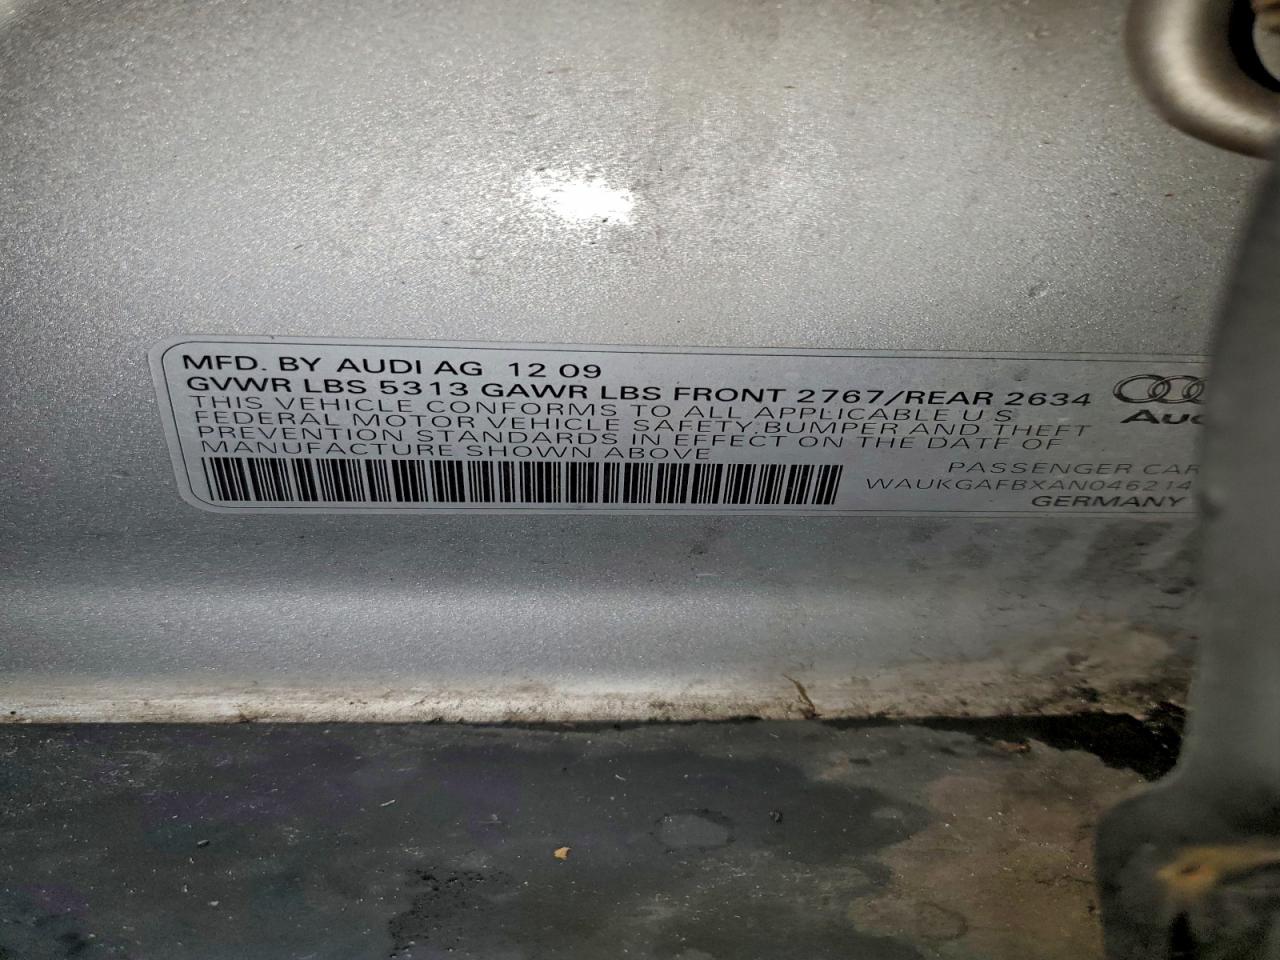 MFD. BY AUDI AG 12 09
GVWR LBS 5313 GAWR LBS FRONT 2767/REAR 2634
THIS VEHICLE CONFORMS TO ALL APPLICABLE U.S.
FEDERAL MOTOR VEHICLE SAFETY, BUMPER AND THEFT
PREVENTION STANDARDS IN EFFECT ON THE DATE OF
MANUFACTURE SHOWN ABOVE
Aud
PASSENGER CAR
WAUKGAFBXAN046214
GERMANY